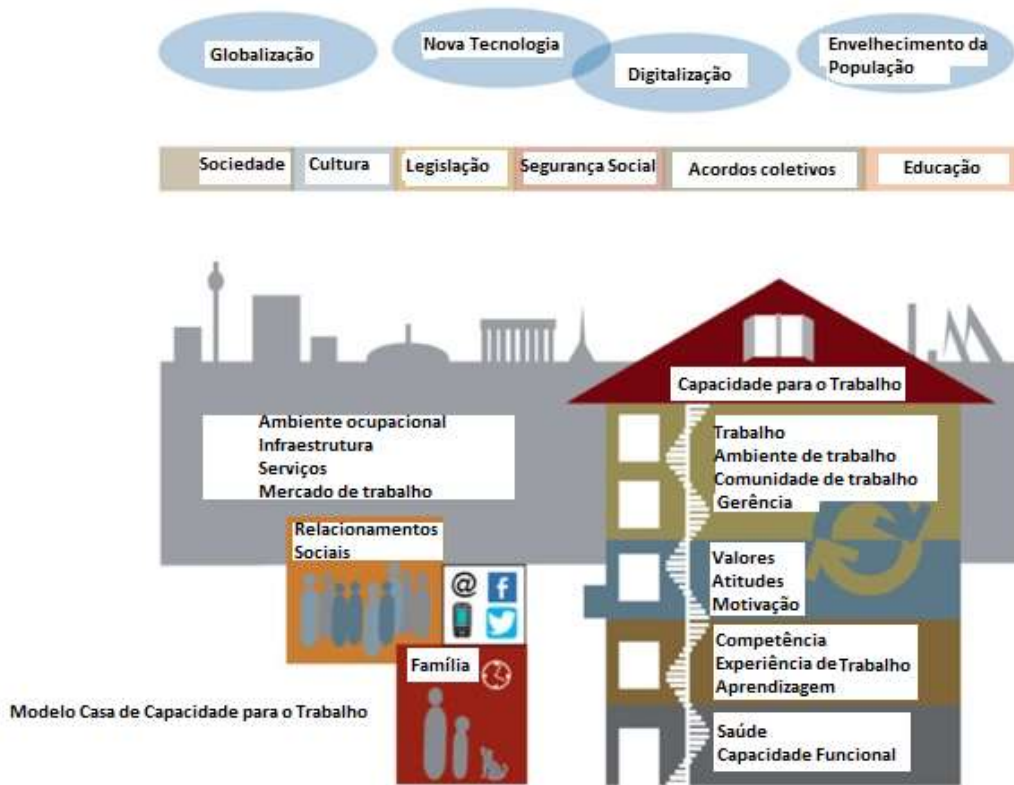 Globalização
Nova Tecnologia
Digitalização
Envelhecimento da
População
Sociedade
Cultura
Legislação
Segurança Social
Acordos coletivos
Educação
Capacidade para o Trabalho
Ambiente ocupacional
Infraestrutura
Serviços
Mercado de trabalho
Trabalho
Ambiente de trabalho
Comunidade de trabalho
Gerência
Relacionamentos
Sociais
@
f
Valores
Atitudes
Motivação
Família
Competência
Experiência de Trabalho
Aprendizagem
Modelo Casa de Capacidade para o Trabalho
Saúde
Capacidade Funcional